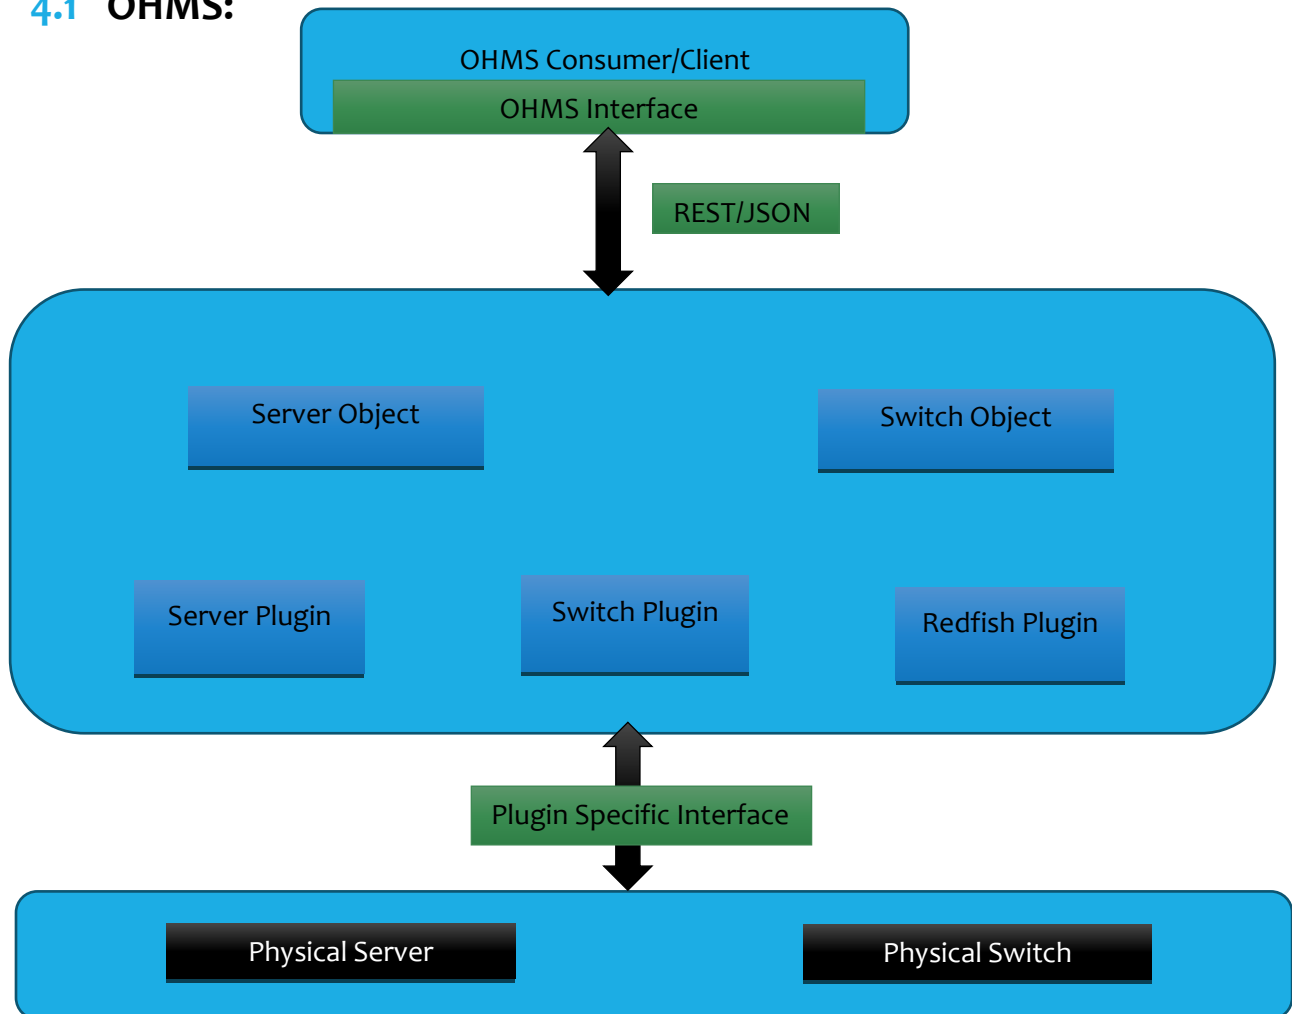 4.1 OHMS:
OHMS Consumer/Client
OHMS Interface
REST/JSON
Server Object
Switch Object
Server Plugin
Switch Plugin
Redfish Plugin
Plugin Specific Interface
Physical Server
Physical Switch